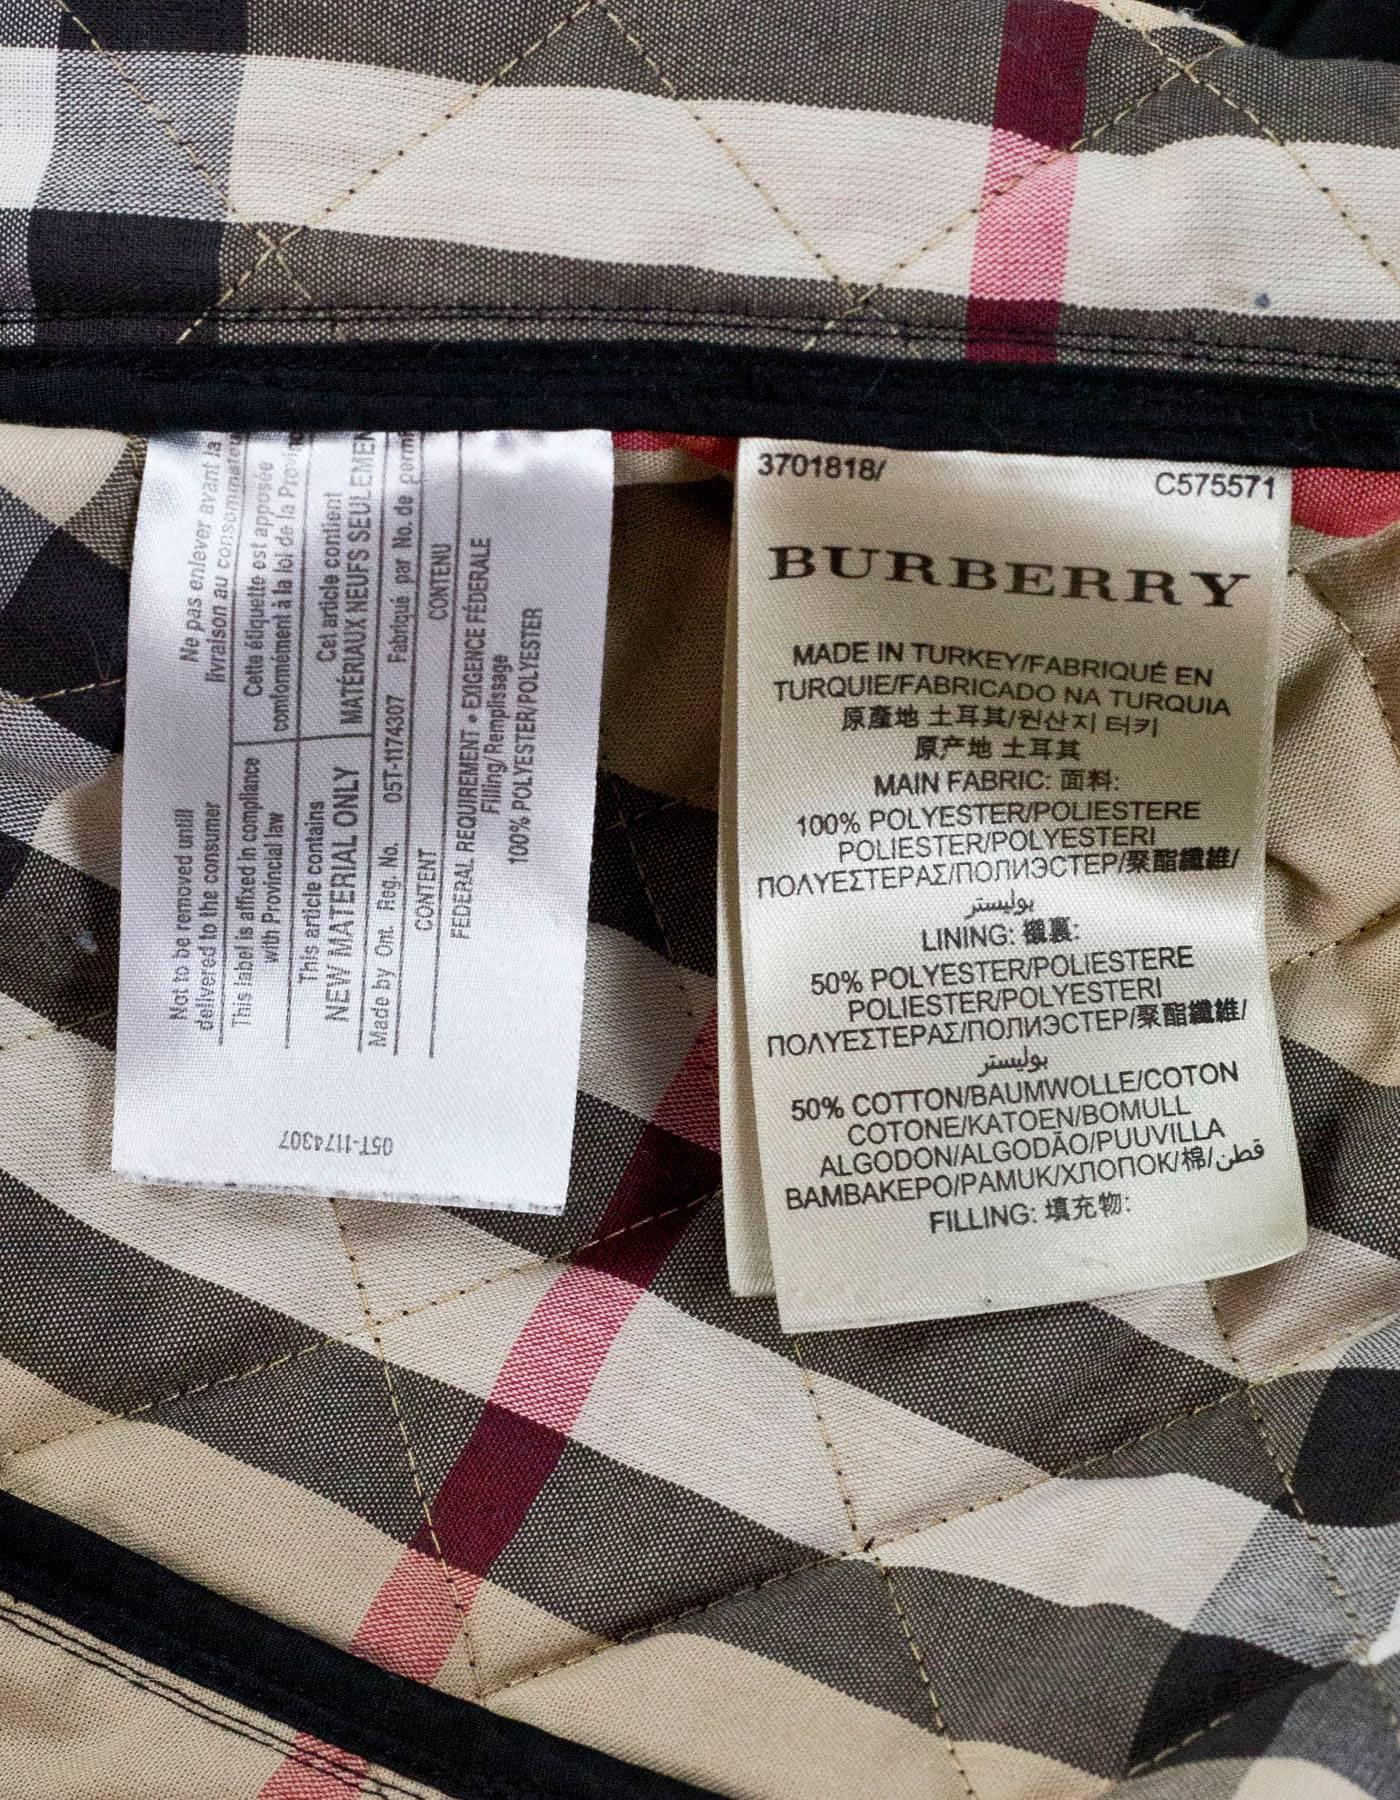 Ne pas enlever avant la
livraison au consommateur
Cette étiquette est apposée
conformément à la loi de la
Cet article contient
MATÉRIAUX NEUFS
Fabriqué par No. de
CONTENU
Not to be removed untill
delivered to the consumer
This label is affixed in compliance
with Provincial law
This article contains
NEW MATERIAL ONLY
Made by Ont. Reg. No. 05T-1174307
CONTENT
FEDERAL REQUIREMENT • EXIGENCE FÉDÉRALE
Filling/Remplissage
100% POLYESTER/POLYESTER
05T-1174307
3701818/ C575571
BURBERRY
MADE IN TURKEY/FABRIQUÉ EN
TURQUIE/FABRICADO NA TURQUIA
原產地 土耳其/원산지 터키
原产地 土耳其
MAIN FABRIC: 面料:
100% POLYESTER/POLIESTERE
POLIESTER/POLYESTERI
ΠΟΛΥΕΣΤΕΡΑΣ/ПОЛИЭСТЕР/聚酯纖維/
بوليستر
LINING: 襯裏:
50% POLYESTER/POLIESTERE
POLIESTER/POLYESTERI
ΠΟΛΥΕΣΤΕΡΑΣ/ПОЛИЭСТЕР/聚酯纖維/
بوليستر
50% COTTON/BAUMWOLLE/COTON
COTONE/KATOEN/BOMULL
ALGODON/ALGODÃO/PUUVILLA
ΒΑΜΒΑΚΕΡΟ/PAMUK/ХЛОПОК/棉/قطن
FILLING: 填充物: